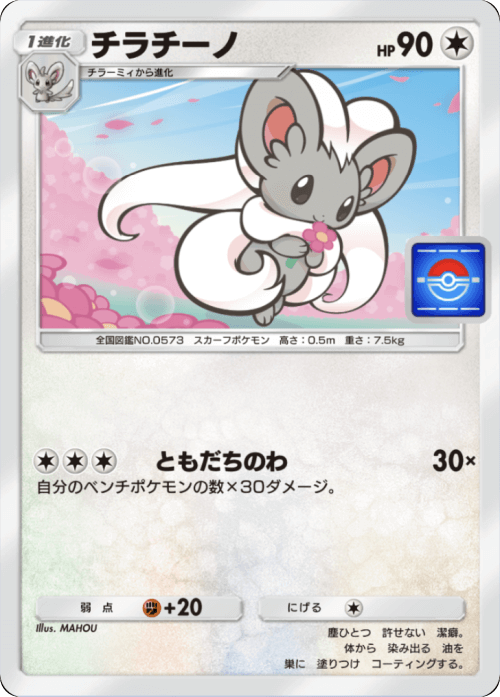 1進化 チラチーノ HP90
チラーミィから進化
全国図鑑NO.0573 スカーフポケモン 高さ:0.5m 重さ:7.5kg
ともだちのわ 30×
自分のベンチポケモンの数×30ダメージ。
弱点 +20 にげる
Illus. MAHOU
塵ひとつ 許せない 潔癖。
体から 染み出る 油を
巣に 塗りつけ コーティングする。